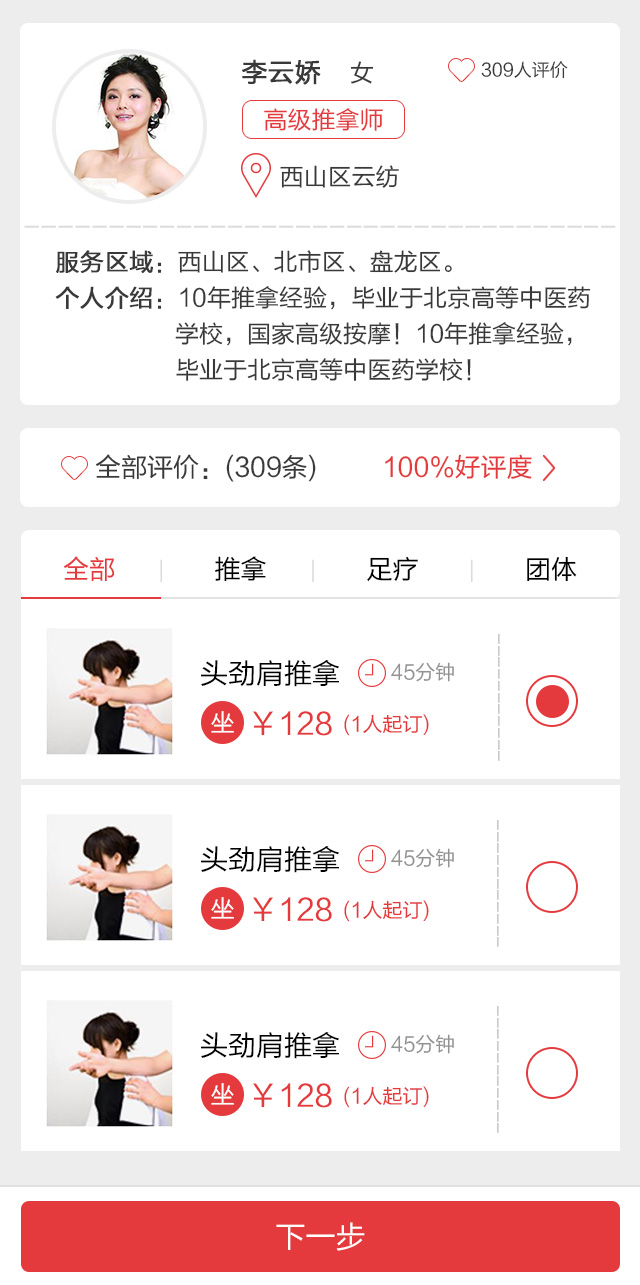 李云娇 女 309人评价
高级推拿师
西山区云纺
服务区域：西山区、北市区、盘龙区。
个人介绍：10年推拿经验，毕业于北京高等中医药
学校，国家高级按摩！10年推拿经验，
毕业于北京高等中医药学校！
全部评价：(309条) 100%好评度
全部 推拿 足疗 团体
头劲肩推拿 45分钟
坐 ￥128 (1人起订)
头劲肩推拿 45分钟
坐 ￥128 (1人起订)
头劲肩推拿 45分钟
坐 ￥128 (1人起订)
下一步